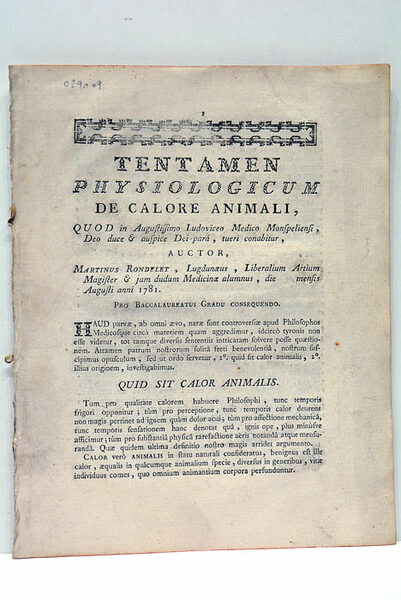 029009
1
TENTAMEN
PHYSIOLOGICUM
DE CALORE ANIMALI,
QUOD in Augustissimo Ludoviceo Medico Monspeliensi,
Deo duce & auspice Dei-parâ, tueri conabitur,
AUCTOR,
MARTINUS RONDELET, Lugdunæus, Liberalium Artium
Magister & jam dudum Medicinæ alumnus, die mensis
Augusti anni 1781.
PRO BACCALAUREATUS GRADU CONSEQUENDO.
HAUD parvæ, ab omni ævo, natæ sunt controversiæ apud Philosophos
Medicosque circà materiem quam aggredimur, idcircò tyronis non
esse videtur, tot tamque diversis sententiis intricatam solvere posse quæstio-
nem. Attamen patrum nostrorum solitâ freti benevolentiâ, nostrum sus-
cipimus opusculum, sed ut ordo servetur, 1°. quid sit calor animalis, 2°.
illius originem, investigabimus.
QUID SIT CALOR ANIMALIS.
Tum pro qualitate calorem habuere Philosophi, tunc temporis
frigori opponitur; tùm pro perceptione, tunc temporis calor deurens
non magis pertinet ad ignem quàm dolor acui; tùm pro affectione mechanicâ,
tunc temporis sensationem hanc denotat quâ, ignis ope, plus minùsve
afficimur; tùm pro substantiâ physicâ rarefactione aëris notandâ atque mensu-
randâ. Quæ quidem ultima definitio nostro magis arridet argumento.
CALOR verò ANIMALIS in statu naturali consideratus, benignus est ille
calor, æqualis in quâcumque animalium specie, diversus in generibus, vitæ
individuus comes, quo omnium animantium corpora perfunduntur.